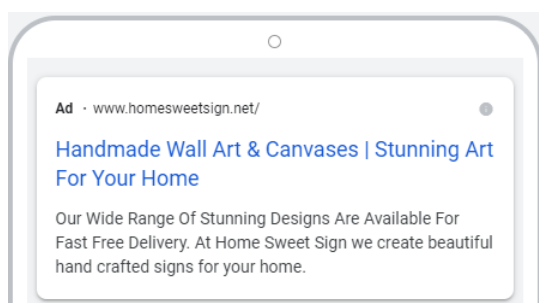 Ad · www.homesweetsign.net/
Handmade Wall Art & Canvases | Stunning Art
For Your Home
Our Wide Range Of Stunning Designs Are Available For
Fast Free Delivery. At Home Sweet Sign we create beautiful
hand crafted signs for your home.